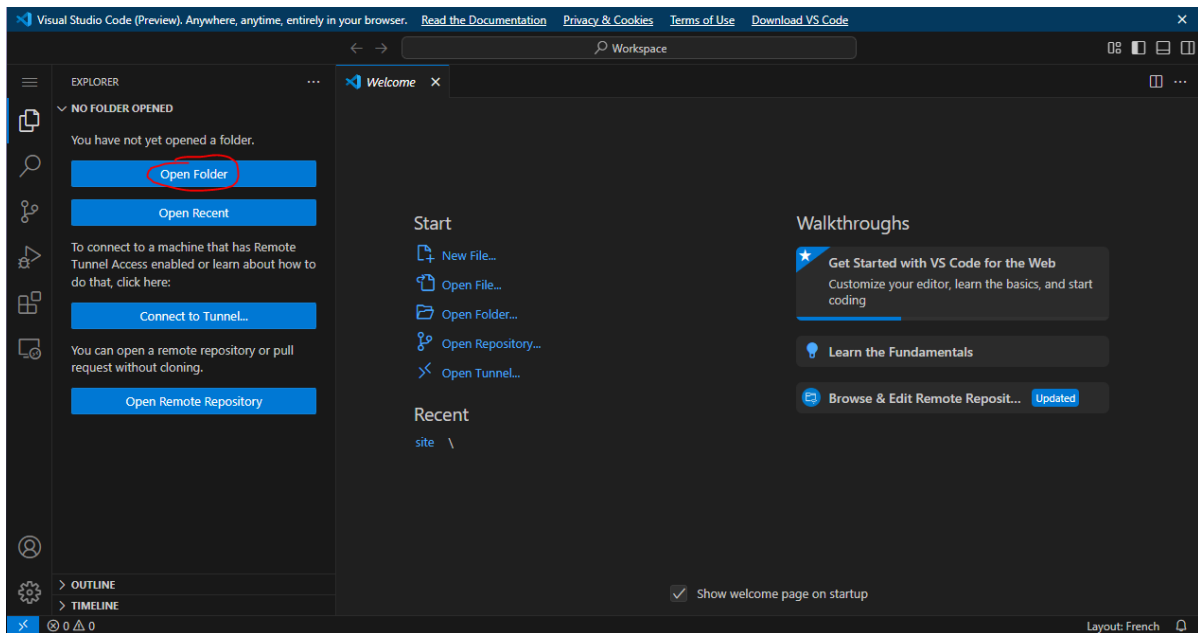 Visual Studio Code (Preview). Anywhere, anytime, entirely in your browser. Read the Documentation Privacy & Cookies Terms of Use Download VS Code
Workspace
EXPLORER
NO FOLDER OPENED
You have not yet opened a folder.
Open Folder
Open Recent
To connect to a machine that has Remote
Tunnel Access enabled or learn about how to
do that, click here:
Connect to Tunnel...
You can open a remote repository or pull
request without cloning.
Open Remote Repository
OUTLINE
TIMELINE
Welcome
Start
New File...
Open File...
Open Folder...
Open Repository...
Open Tunnel...
Recent
site \
Walkthroughs
Get Started with VS Code for the Web
Customize your editor, learn the basics, and start
coding
Learn the Fundamentals
Browse & Edit Remote Reposit... Updated
Show welcome page on startup
0 0
Layout: French